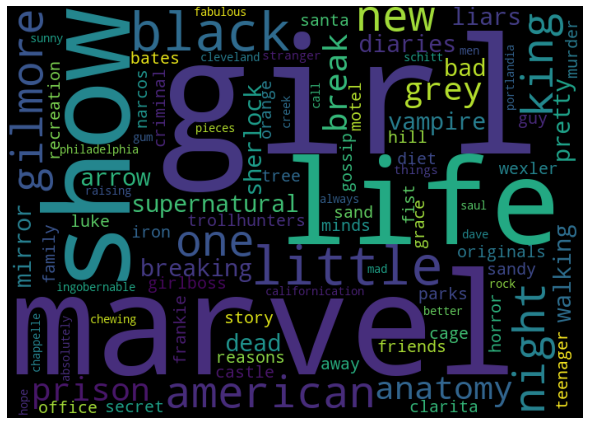 fabulous
santa
new
liars
sunny
show
black
cleveland
stranger
men
schitt
gilmore
bates
girl
break
diaries
king
murder
recreation
narcos
criminal
sherlock
orange
creek
call
motel
bad
grey
portlandia
guy
pretty
gum
pieces
vampire
philadelphia
hill
gossip
diet
things
wexler
mirror
arrow
raising
supernatural
tree
life
always
saul
luke
trollhunters
sand
fist
grace
dave
originals
walking
family
iron
one
minds
breaking
little
mad
sandy
ingobernable
girlboss
californication
parks
rock
marvel
better
night
chewing
frankie
story
cage
horror
chappelle
absolutely
dead
friends
reasons
away
castle
teenager
hope
prison
american
anatomy
office
secret
clarita